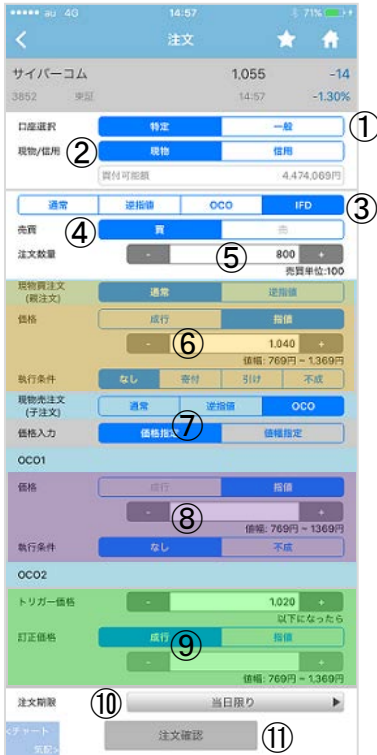 ••••• au 4G 14:57 71%
注文
サイバーコム 1,055 -14
3852 東証 14:57 -1.30%
口座選択 特定 一般 ①
現物/信用 ② 現物 信用
買付可能額 4,474,069円
通常 逆指値 OCO IFD ③
売買 ④ 買 売
注文数量 - ⑤ 800 +
売買単位:100
現物買注文 通常 逆指値
(親注文)
価格 成行 指値
- ⑥ 1,040 +
値幅: 769円 ~ 1,369円
執行条件 なし 寄付 引け 不成
現物売注文 通常 逆指値 OCO
(子注文)
価格入力 価格指定 ⑦ 価幅指定
OCO1
価格 成行 指値
- ⑧ +
値幅: 769円 ~ 1369円
執行条件 なし 不成
OCO2
トリガー価格 - 1,020 +
以下になったら
訂正価格 成行 ⑨ 指値
- +
値幅: 769円 ~ 1,369円
注文期限 ⑩ 当日限り
<チャート 注文確認 ⑪
気配>